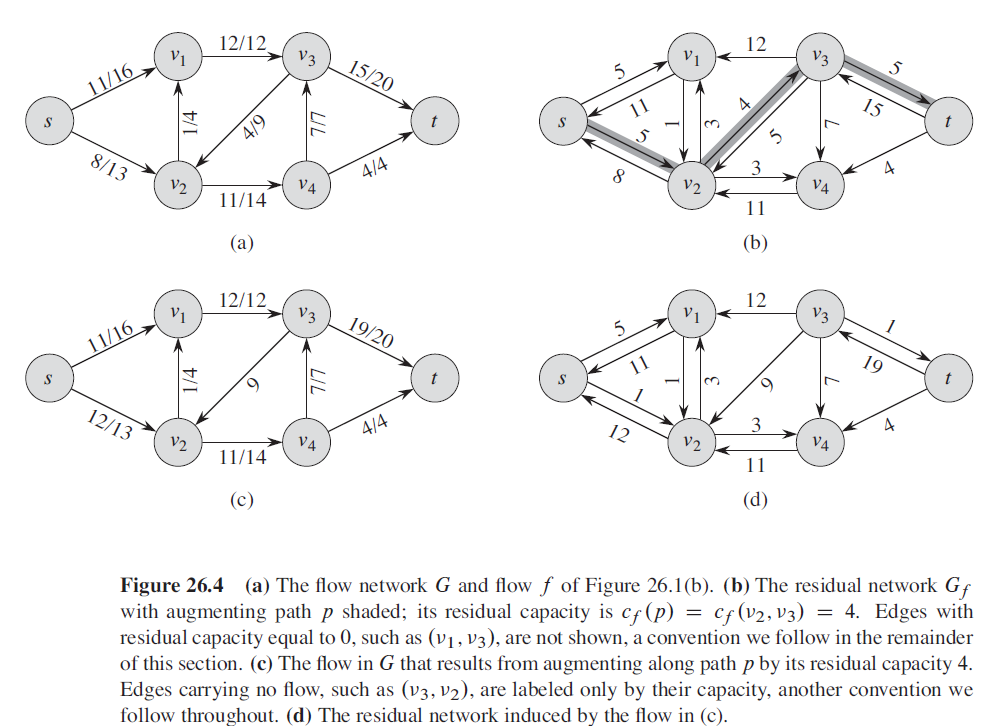 12/12
12
v1
v3
v1
v3
11/16
15/20
5
5
11
15
s
1/4
4/9
7/7
t
s
5
1
3
4
5
7
t
8/13
4/4
8
3
4
v2
v4
v2
v4
11/14
11
(a)
(b)
12/12
12
v1
v3
v1
v3
11/16
19/20
5
1
11
19
s
1/4
9
7/7
t
s
1
1
3
9
7
t
12/13
4/4
12
3
4
v2
v4
v2
v4
11/14
11
(c)
(d)
Figure 26.4 (a) The flow network G and flow f of Figure 26.1(b). (b) The residual network Gf
with augmenting path p shaded; its residual capacity is cf(p) = cf(v2, v3) = 4. Edges with
residual capacity equal to 0, such as (v1, v3), are not shown, a convention we follow in the remainder
of this section. (c) The flow in G that results from augmenting along path p by its residual capacity 4.
Edges carrying no flow, such as (v3, v2), are labeled only by their capacity, another convention we
follow throughout. (d) The residual network induced by the flow in (c).